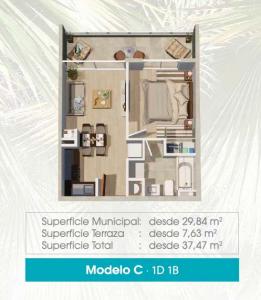 Superficie Municipal: desde 29,84 m²
Superficie Terraza : desde 7,63 m²
Superficie Total : desde 37,47 m²
Modelo C · 1D 1B